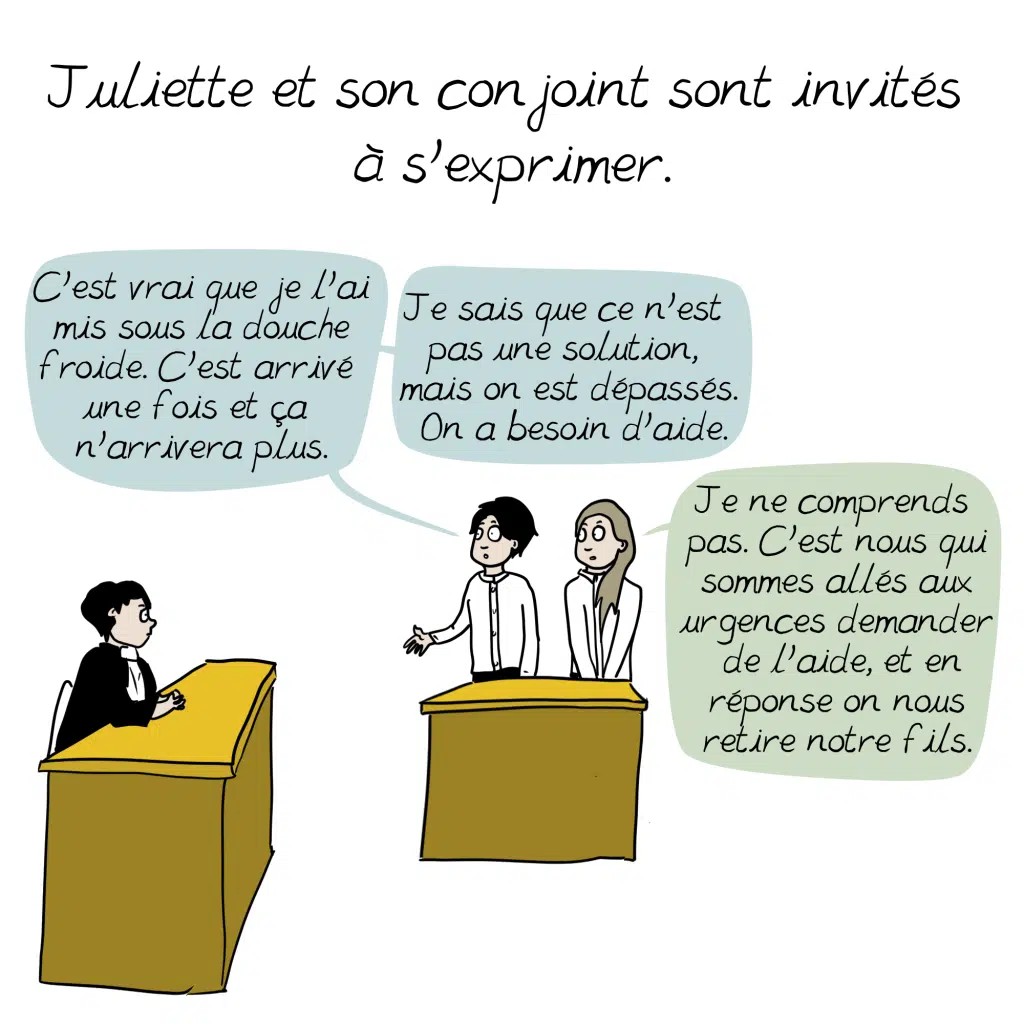 Juliette et son conjoint sont invités
à s'exprimer.
C'est vrai que je l'ai
mis sous la douche
froide. C'est arrivé
une fois et ça
n'arrivera plus.
Je sais que ce n'est
pas une solution,
mais on est dépassés.
On a besoin d'aide.
Je ne comprends
pas. C'est nous qui
sommes allés aux
urgences demander
de l'aide, et en
réponse on nous
retire notre fils.